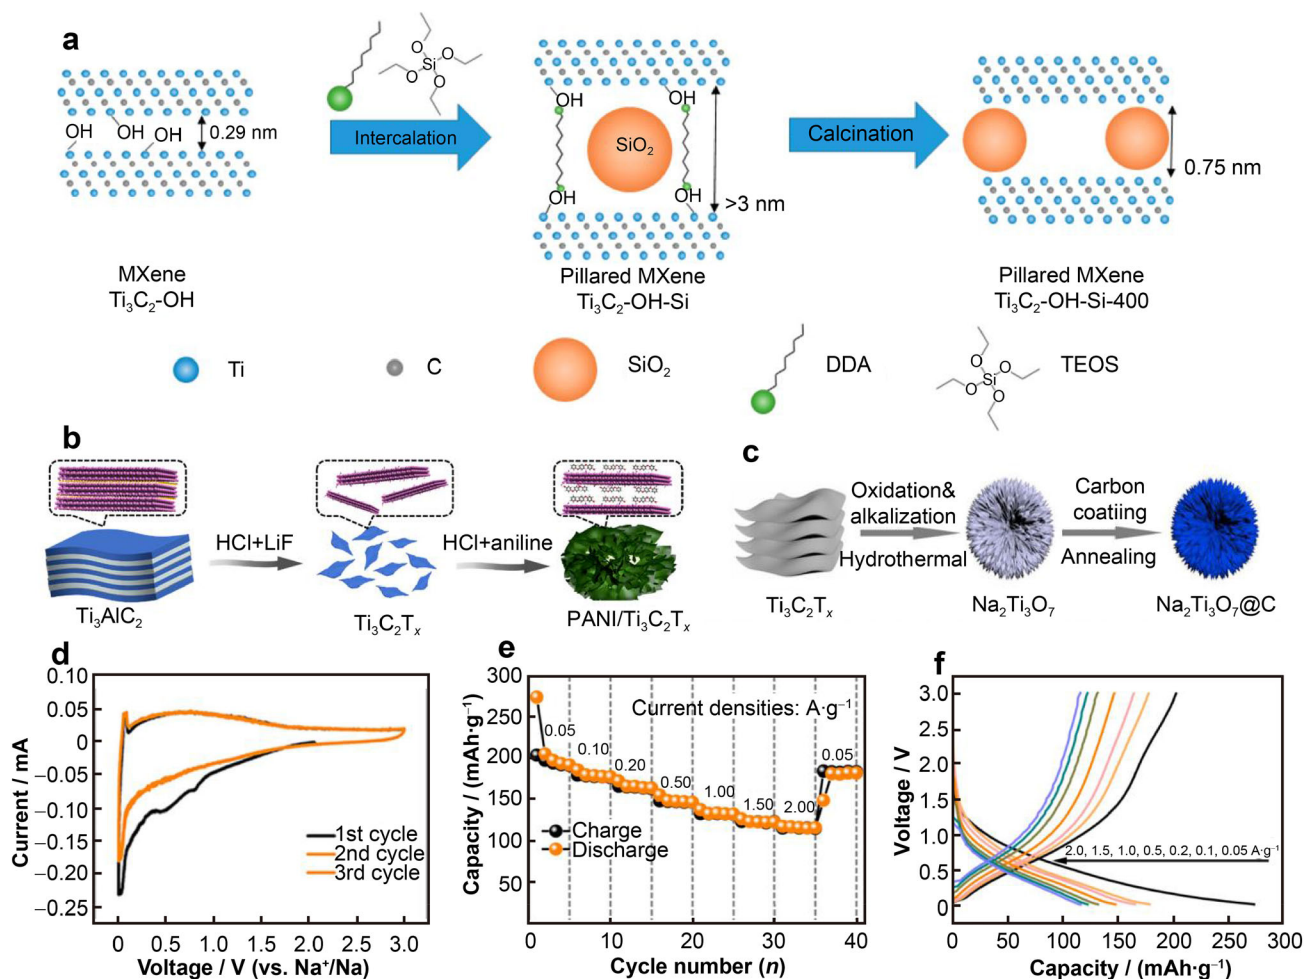 a
OH
OH
OH
0.29 nm
Intercalation
O
O
Si
O
O
OH
OH
SiO₂
OH
OH
>3 nm
Calcination
0.75 nm
MXene
Ti₃C₂-OH
Pillared MXene
Ti₃C₂-OH-Si
Pillared MXene
Ti₃C₂-OH-Si-400
Ti
C
SiO₂
DDA
O
O
Si
O
O
TEOS
b
HCl+LiF
HCl+aniline
Ti₃AlC₂
Ti₃C₂Tₓ
PANI/Ti₃C₂Tₓ
c
Oxidation&
alkalization
Hydrothermal
Carbon
coatiing
Annealing
Ti₃C₂Tₓ
Na₂Ti₃O₇
Na₂Ti₃O₇@C
d
0.10
0.05
0
−0.05
−0.10
−0.15
−0.20
−0.25
Current / mA
1st cycle
2nd cycle
3rd cycle
0 0.5 1.0 1.5 2.0 2.5 3.0
Voltage / V (vs. Na⁺/Na)
e
300
250
200
150
100
50
Capacity / (mAh·g⁻¹)
Current densities: A·g⁻¹
0.05
0.10
0.20
0.50
1.00
1.50
2.00
0.05
Charge
Discharge
0 10 20 30 40
Cycle number (n)
f
3.0
2.0
1.0
0.5
0
Voltage / V
2.0, 1.5, 1.0, 0.5, 0.2, 0.1, 0.05 A·g⁻¹
0 50 100 150 200 250 300
Capacity / (mAh·g⁻¹)